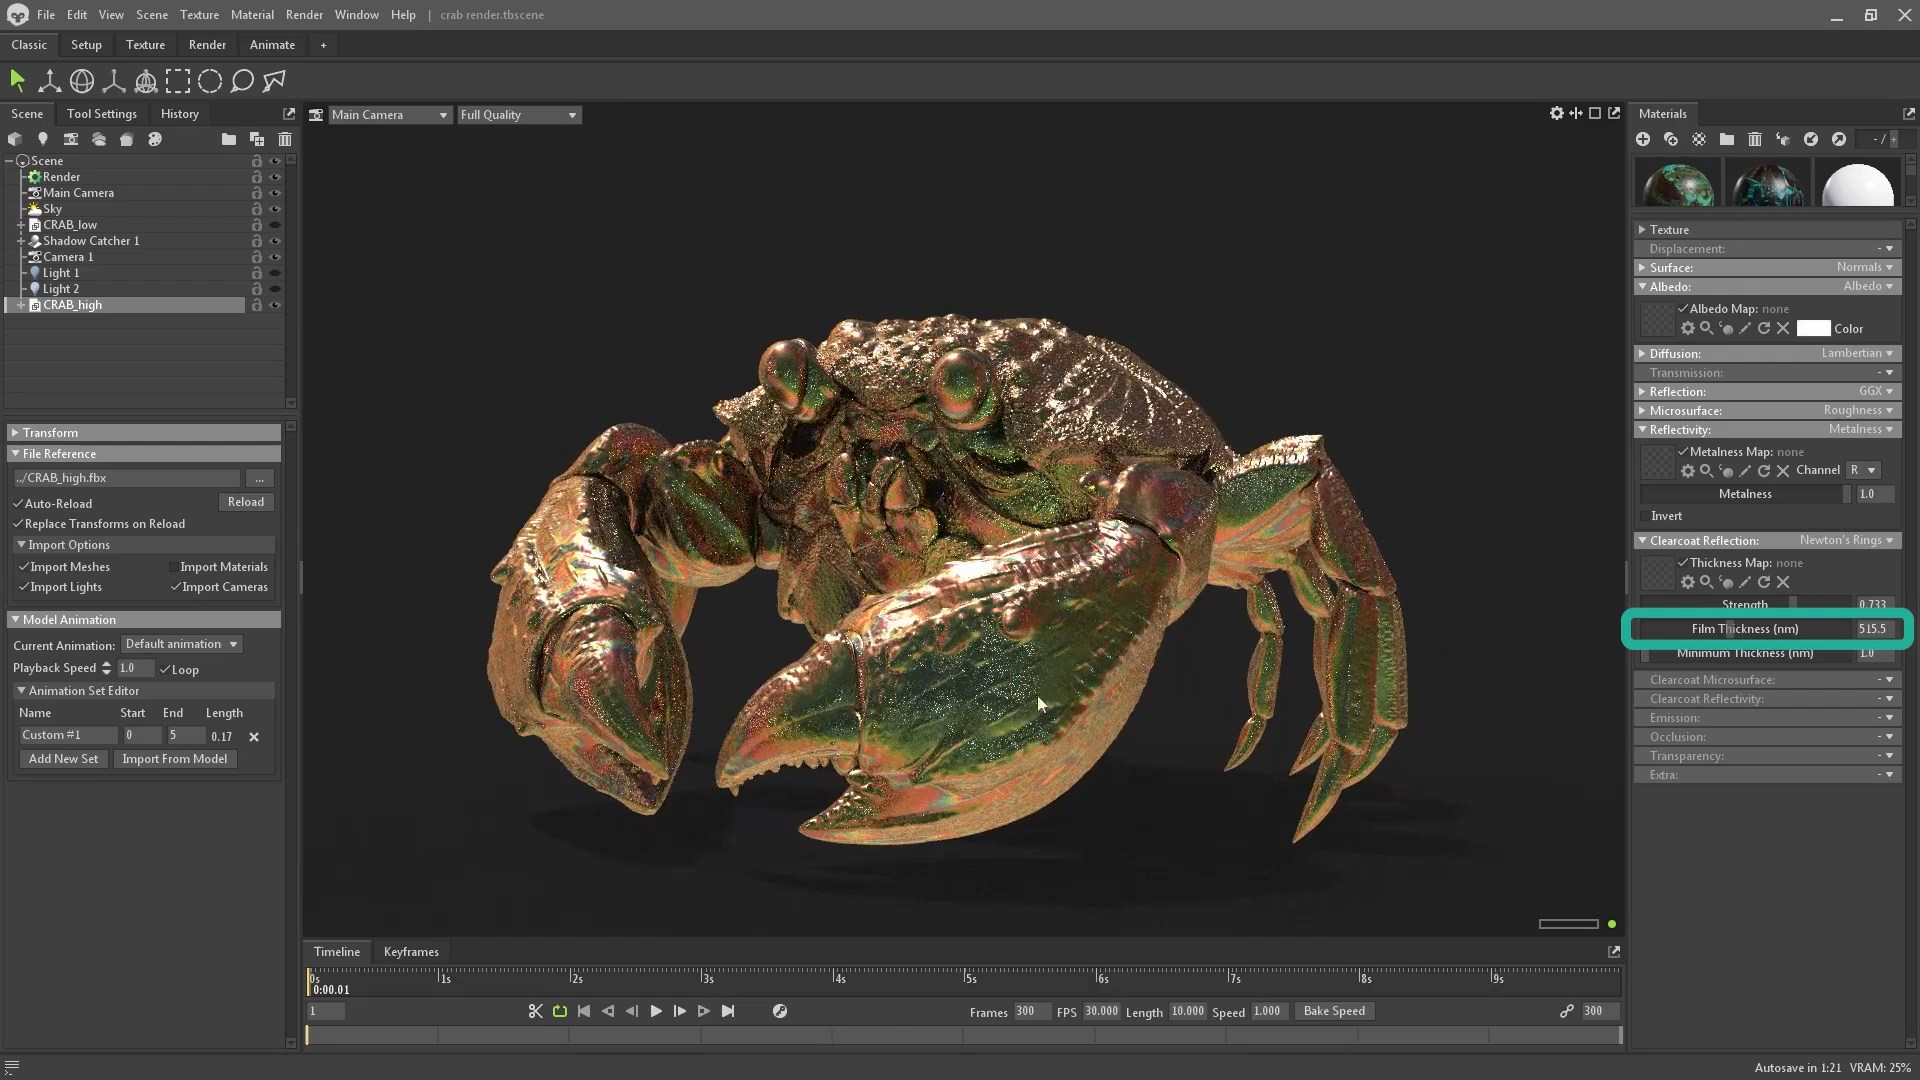 File Edit View Scene Texture Material Render Window Help | crab render.tbscene
Classic Setup Texture Render Animate +
Scene Tool Settings History
Main Camera Full Quality
Materials
- / +
Scene
Render
Main Camera
Sky
CRAB_low
Shadow Catcher 1
Camera 1
Light 1
Light 2
CRAB_high
Transform
File Reference
../CRAB_high.fbx ...
Auto-Reload Reload
Replace Transforms on Reload
Import Options
Import Meshes Import Materials
Import Lights Import Cameras
Model Animation
Current Animation: Default animation
Playback Speed 1.0 Loop
Animation Set Editor
Name Start End Length
Custom #1 0 5 0.17
Add New Set Import From Model
Texture
Displacement: -
Surface: Normals
Albedo: Albedo
Albedo Map: none
Color
Diffusion: Lambertian
Transmission: -
Reflection: GGX
Microsurface: Roughness
Reflectivity: Metalness
Metalness Map: none
Channel R
Metalness 1.0
Invert
Clearcoat Reflection: Newton's Rings
Thickness Map: none
Strength 0.733
Film Thickness (nm) 515.5
Minimum Thickness (nm) 1.0
Clearcoat Microsurface: -
Clearcoat Reflectivity: -
Emission: -
Occlusion: -
Transparency: -
Extra: -
Timeline Keyframes
0s 1s 2s 3s 4s 5s 6s 7s 8s 9s
0:00.01
1 Frames 300 FPS 30.000 Length 10.000 Speed 1.000 Bake Speed 300
Autosave in 1:21 VRAM: 25%